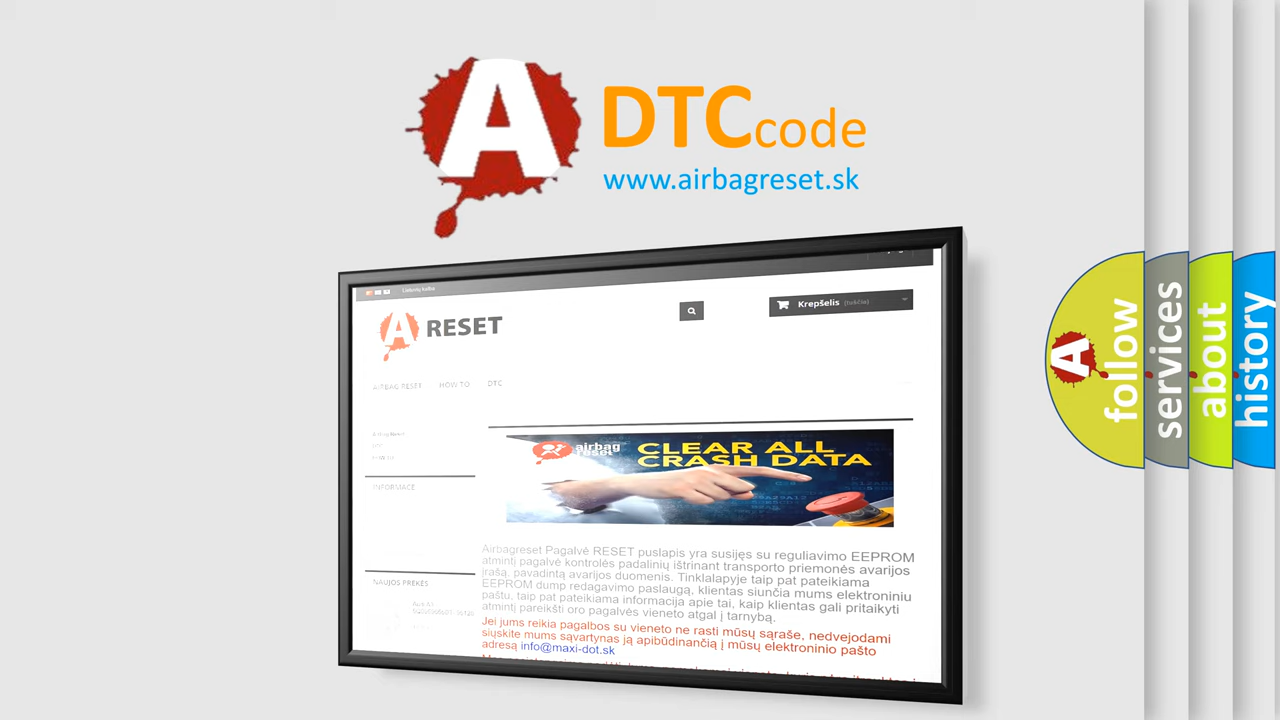 A
DTCcode
www.airbagreset.sk
Lietuvių kalba
A RESET
Krepšelis (tuščia)
AIRBAG RESET HOW TO DTC
INFORMACE
NAUJOS PREKĖS
airbag
reset
CLEAR ALL
CRASH DATA
Airbagreset Pagalvė RESET puslapis yra susijęs su reguliavimo EEPROM
atmintį pagalvė kontrolės padalinių ištrinant transporto priemonės avarijos
įrašą, pavadintą avarijos duomenis. Tinklalapyje taip pat pateikiama
EEPROM dump redagavimo paslaugą, klientas siunčia mums elektroniniu
paštu, taip pat pateikiama informacija apie tai, kaip klientas gali pritaikyti
atmintį pareikšti oro pagalvės vieneto atgal į tarnybą.
Jei jums reikia pagalbos su vieneto ne rasti mūsų sąraše, nedvejodami
siųskite mums sąvartynas ją apibūdinančią į mūsų elektroninio pašto
adresą info@maxi-dot.sk
A
follow
services
about
history